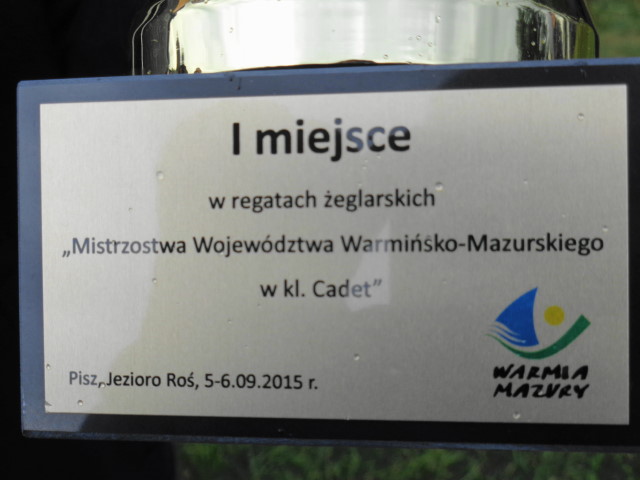 I miejsce
w regatach żeglarskich
„Mistrzostwa Województwa Warmińsko-Mazurskiego
w kl. Cadet”
Pisz, Jezioro Roś, 5-6.09.2015 r.
WARMIA
MAZURY